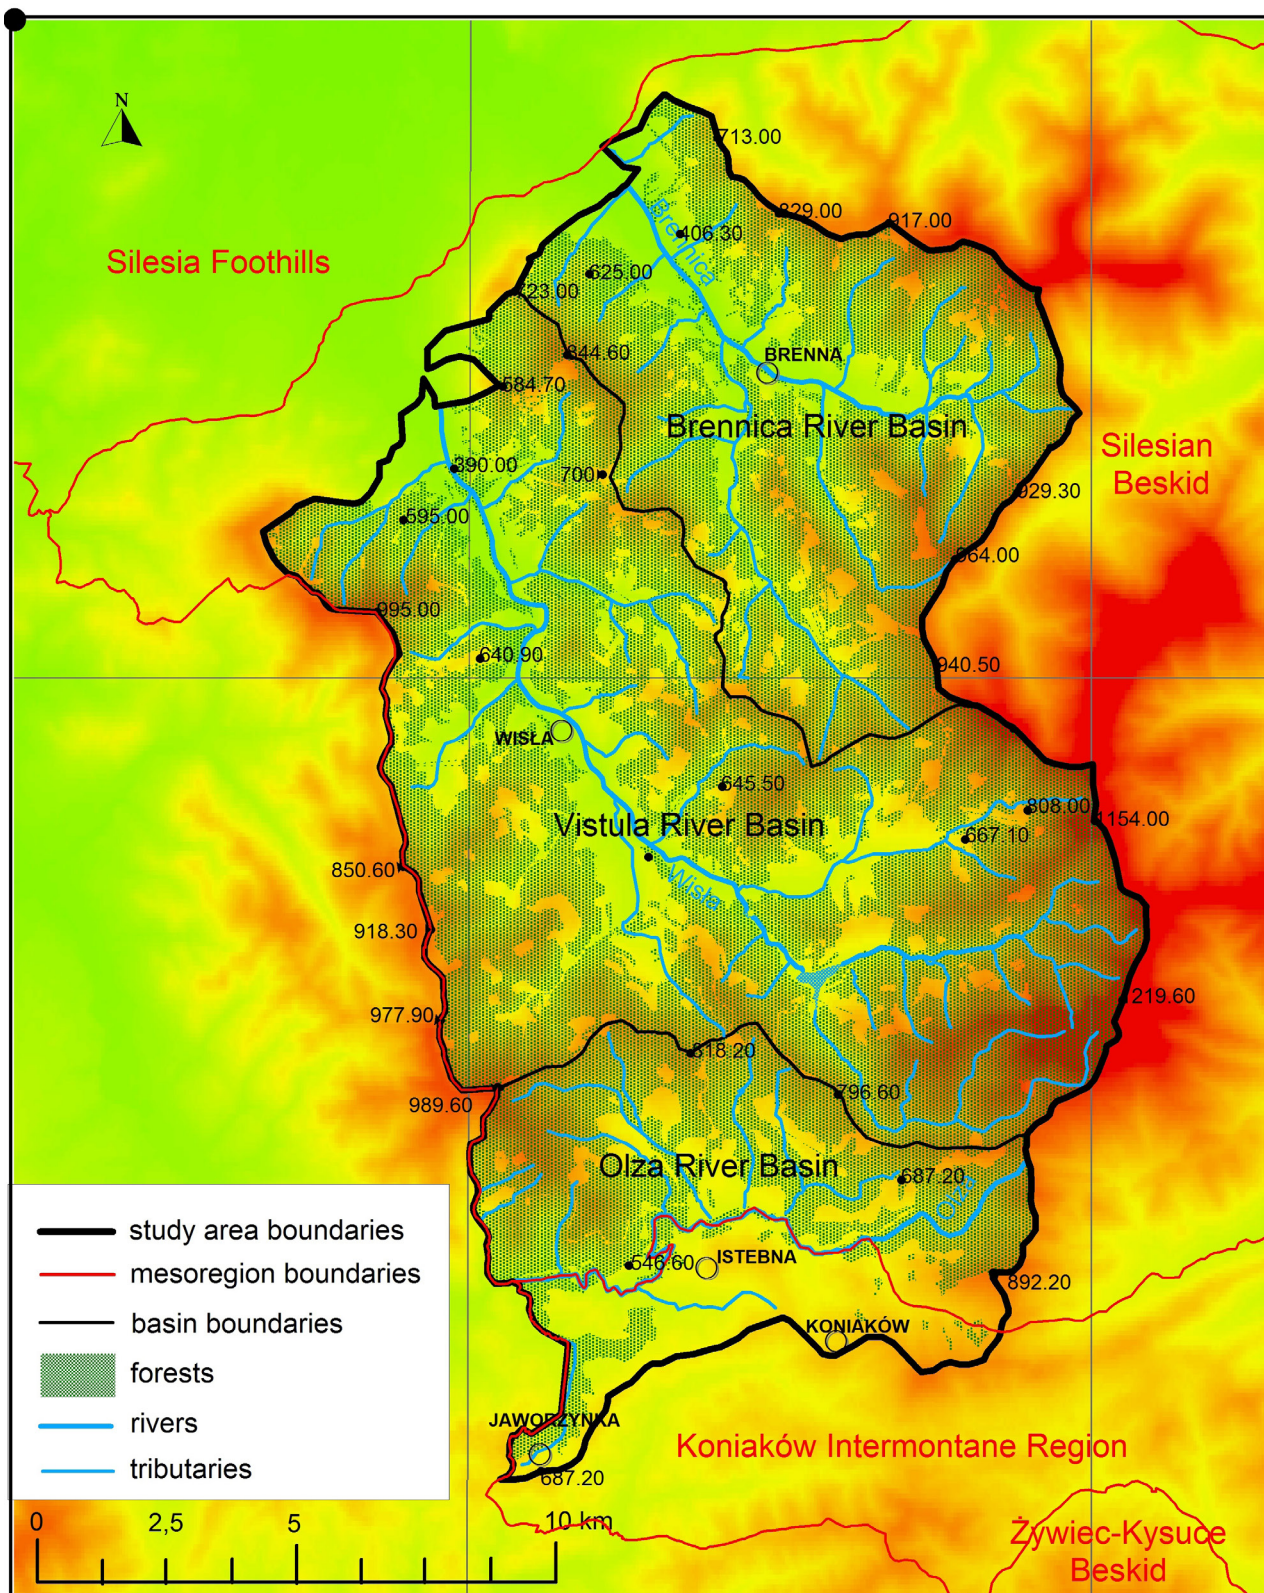 N
713.00
829.00
917.00
Brennica
406.30
Silesia Foothills
625.00
723.00
844.60
BRENNA
584.70
Brennica River Basin
Silesian
Beskid
390.00
700
929.30
595.00
964.00
995.00
640.90
940.50
WISŁA
645.50
808.00
1154.00
Vistula River Basin
667.10
850.60
Wisła
918.30
1219.60
977.90
818.20
796.60
989.60
Olza River Basin
687.20
Olza
study area boundaries
546.60
ISTEBNA
mesoregion boundaries
892.20
basin boundaries
KONIAKÓW
forests
rivers
JAWORZYNKA
Koniaków Intermontane Region
tributaries
687.20
0 2,5 5 10 km
Żywiec-Kysuce
Beskid